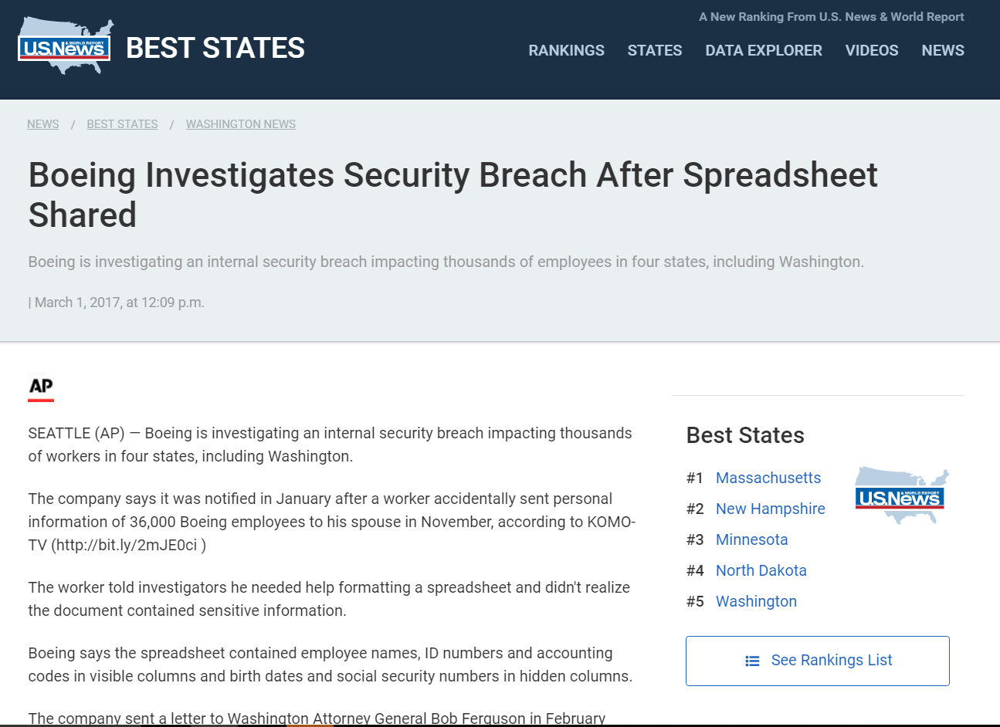 A New Ranking From U.S. News & World Report
U.S.News & WORLD REPORT
BEST STATES
RANKINGS STATES DATA EXPLORER VIDEOS NEWS
NEWS / BEST STATES / WASHINGTON NEWS
Boeing Investigates Security Breach After Spreadsheet
Shared
Boeing is investigating an internal security breach impacting thousands of employees in four states, including Washington.
| March 1, 2017, at 12:09 p.m.
AP
SEATTLE (AP) — Boeing is investigating an internal security breach impacting thousands
of workers in four states, including Washington.
The company says it was notified in January after a worker accidentally sent personal
information of 36,000 Boeing employees to his spouse in November, according to KOMO-
TV (http://bit.ly/2mJE0ci )
The worker told investigators he needed help formatting a spreadsheet and didn't realize
the document contained sensitive information.
Boeing says the spreadsheet contained employee names, ID numbers and accounting
codes in visible columns and birth dates and social security numbers in hidden columns.
The company sent a letter to Washington Attorney General Bob Ferguson in February
Best States
#1 Massachusetts
#2 New Hampshire
#3 Minnesota
#4 North Dakota
#5 Washington
U.S.News & WORLD REPORT
See Rankings List